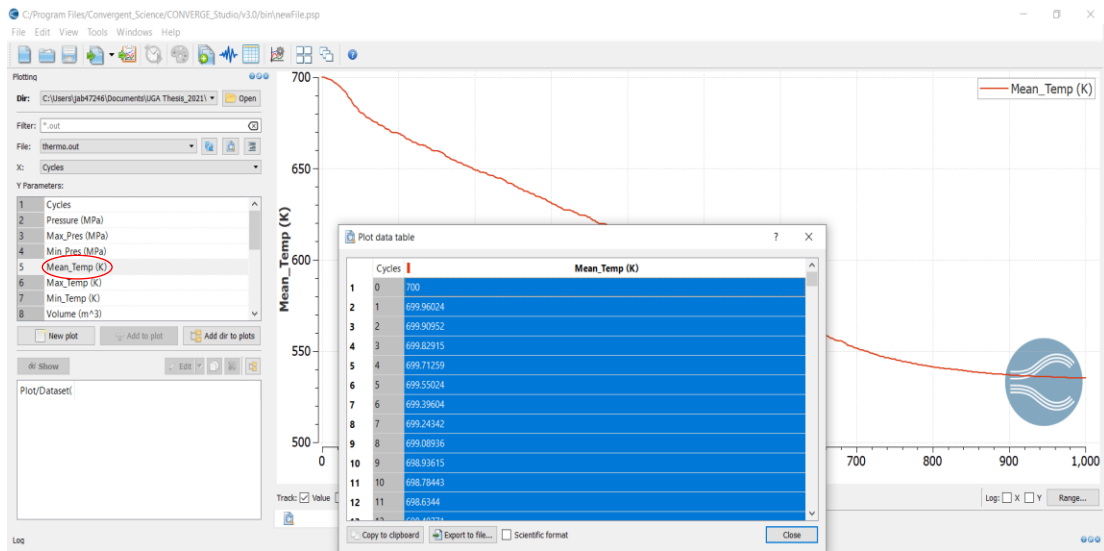 C:/Program Files/Convergent_Science/CONVERGE_Studio/v3.0/bin\newFile.psp
File Edit View Tools Windows Help
Plotting
Dir: C:\Users\jab47246\Documents\UGA Thesis_2021\ Open
Filter: *.out
File: thermo.out
X: Cycles
Y Parameters:
1 Cycles
2 Pressure (MPa)
3 Max_Pres (MPa)
4 Min_Pres (MPa)
5 Mean_Temp (K)
6 Max_Temp (K)
7 Min_Temp (K)
8 Volume (m^3)
New plot Add to plot Add dir to plots
Show Edit
Plot/Dataset(
Log
Mean_Temp (K)
700
650
600
550
500
Mean_Temp (K)
0 700 800 900 1,000
Plot data table ? ×
Cycles Mean_Temp (K)
1 0 700
2 1 699.96024
3 2 699.90952
4 3 699.82915
5 4 699.71259
6 5 699.55024
7 6 699.39604
8 7 699.24342
9 8 699.08936
10 9 698.93615
11 10 698.78443
12 11 698.6344
Copy to clipboard Export to file... Scientific format Close
Track: Value
Log: X Y Range...